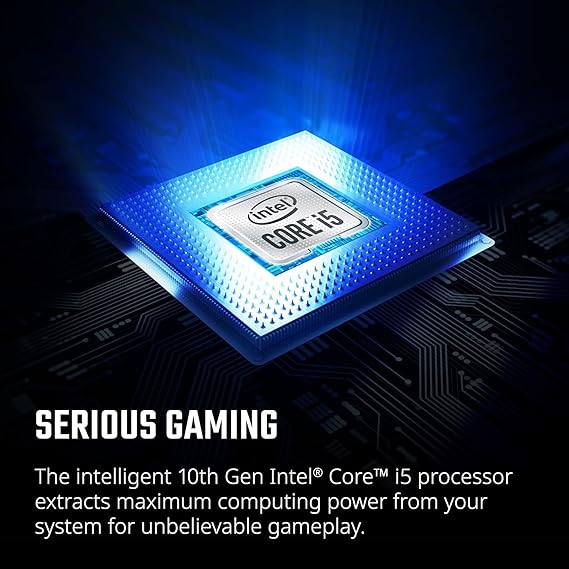 intel
CORE i5
SERIOUS GAMING
The intelligent 10th Gen Intel® Core™ i5 processor
extracts maximum computing power from your
system for unbelievable gameplay.